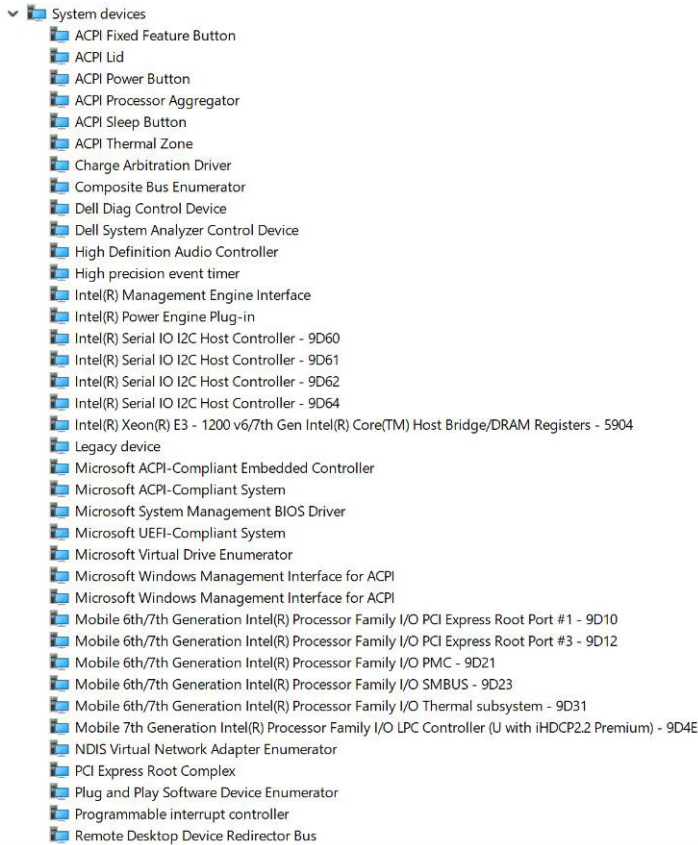 System devices
ACPI Fixed Feature Button
ACPI Lid
ACPI Power Button
ACPI Processor Aggregator
ACPI Sleep Button
ACPI Thermal Zone
Charge Arbitration Driver
Composite Bus Enumerator
Dell Diag Control Device
Dell System Analyzer Control Device
High Definition Audio Controller
High precision event timer
Intel(R) Management Engine Interface
Intel(R) Power Engine Plug-in
Intel(R) Serial IO I2C Host Controller - 9D60
Intel(R) Serial IO I2C Host Controller - 9D61
Intel(R) Serial IO I2C Host Controller - 9D62
Intel(R) Serial IO I2C Host Controller - 9D64
Intel(R) Xeon(R) E3 - 1200 v6/7th Gen Intel(R) Core(TM) Host Bridge/DRAM Registers - 5904
Legacy device
Microsoft ACPI-Compliant Embedded Controller
Microsoft ACPI-Compliant System
Microsoft System Management BIOS Driver
Microsoft UEFI-Compliant System
Microsoft Virtual Drive Enumerator
Microsoft Windows Management Interface for ACPI
Microsoft Windows Management Interface for ACPI
Mobile 6th/7th Generation Intel(R) Processor Family I/O PCI Express Root Port #1 - 9D10
Mobile 6th/7th Generation Intel(R) Processor Family I/O PCI Express Root Port #3 - 9D12
Mobile 6th/7th Generation Intel(R) Processor Family I/O PMC - 9D21
Mobile 6th/7th Generation Intel(R) Processor Family I/O SMBUS - 9D23
Mobile 6th/7th Generation Intel(R) Processor Family I/O Thermal subsystem - 9D31
Mobile 7th Generation Intel(R) Processor Family I/O LPC Controller (U with iHDCP2.2 Premium) - 9D4E
NDIS Virtual Network Adapter Enumerator
PCI Express Root Complex
Plug and Play Software Device Enumerator
Programmable interrupt controller
Remote Desktop Device Redirector Bus